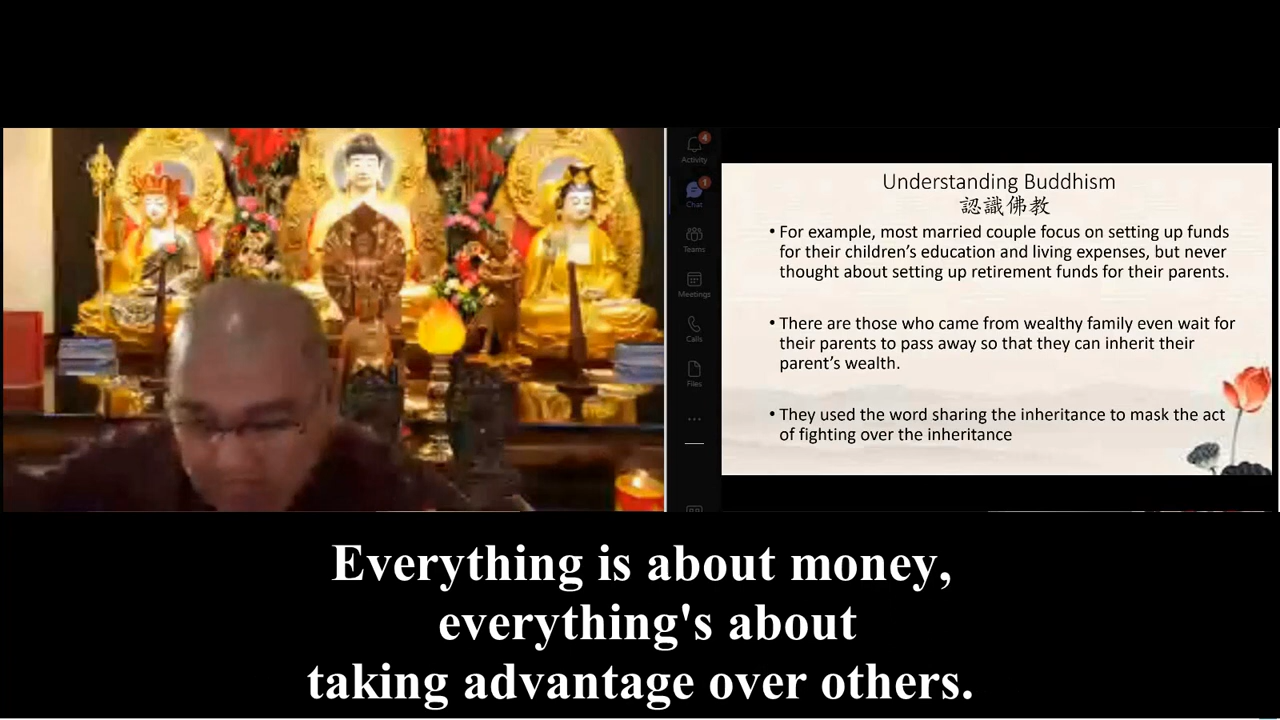 Activity
4
Chat
1
Teams
Meetings
Calls
Files
Understanding Buddhism
認識佛教
• For example, most married couple focus on setting up funds
for their children's education and living expenses, but never
thought about setting up retirement funds for their parents.
• There are those who came from wealthy family even wait for
their parents to pass away so that they can inherit their
parent's wealth.
• They used the word sharing the inheritance to mask the act
of fighting over the inheritance
Everything is about money,
everything's about
taking advantage over others.